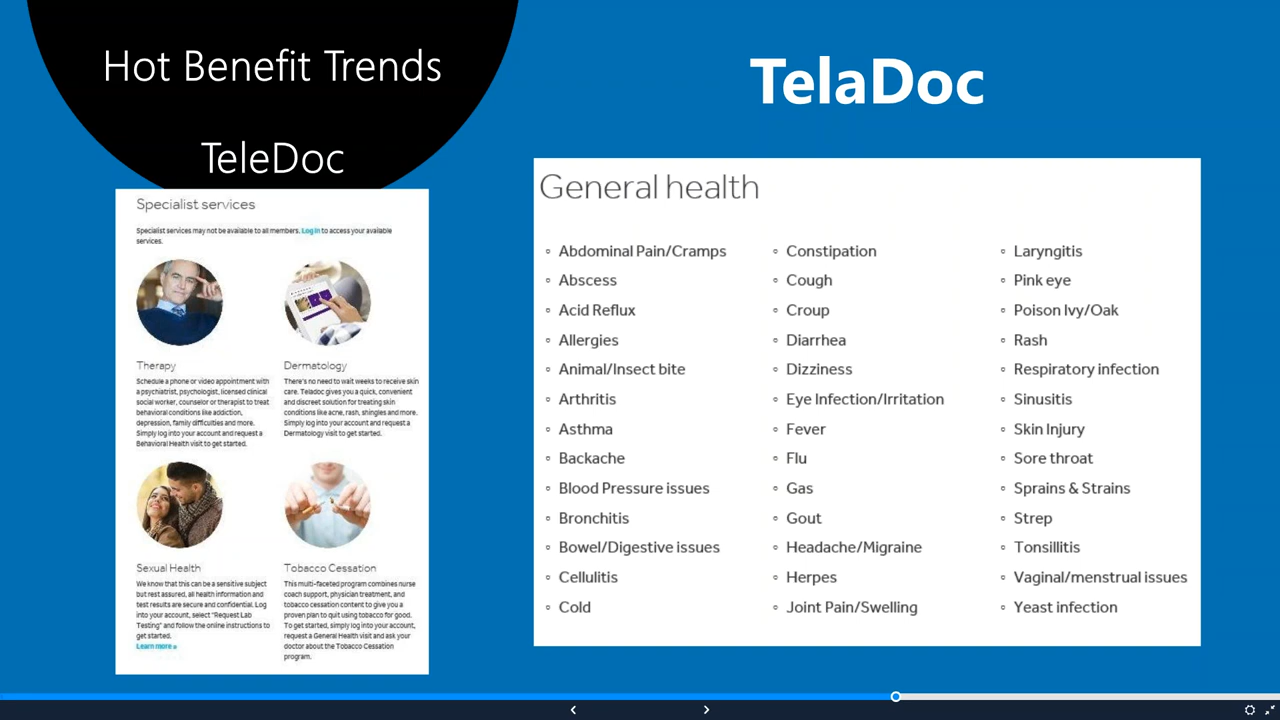 Hot Benefit Trends
TeleDoc
TelaDoc
Specialist services
Specialist services may not be available to all members. Log in to access your available
services.
Therapy
Schedule a phone or video appointment with
a psychiatrist, psychologist, licensed clinical
social worker, counselor or therapist to treat
behavioral conditions like addiction,
depression, family difficulties and more.
Simply log into your account and request a
Behavioral Health visit to get started.
Dermatology
There's no need to wait weeks to receive skin
care. Teladoc gives you a quick, convenient
and discreet solution for treating skin
conditions like acne, rash, shingles and more.
Simply log into your account and request a
Dermatology visit to get started.
Sexual Health
We know that this can be a sensitive subject
but rest assured, all health information and
test results are secure and confidential. Log
into your account, select "Request Lab
Testing" and follow the online instructions to
get started.
Learn more »
Tobacco Cessation
This multi-faceted program combines nurse
coach support, physician treatment, and
tobacco cessation content to give you a
proven plan to quit using tobacco for good.
To get started, simply log into your account,
request a General Health visit and ask your
doctor about the Tobacco Cessation
program.
General health
Abdominal Pain/Cramps
Abscess
Acid Reflux
Allergies
Animal/Insect bite
Arthritis
Asthma
Backache
Blood Pressure issues
Bronchitis
Bowel/Digestive issues
Cellulitis
Cold
Constipation
Cough
Croup
Diarrhea
Dizziness
Eye Infection/Irritation
Fever
Flu
Gas
Gout
Headache/Migraine
Herpes
Joint Pain/Swelling
Laryngitis
Pink eye
Poison Ivy/Oak
Rash
Respiratory infection
Sinusitis
Skin Injury
Sore throat
Sprains & Strains
Strep
Tonsillitis
Vaginal/menstrual issues
Yeast infection